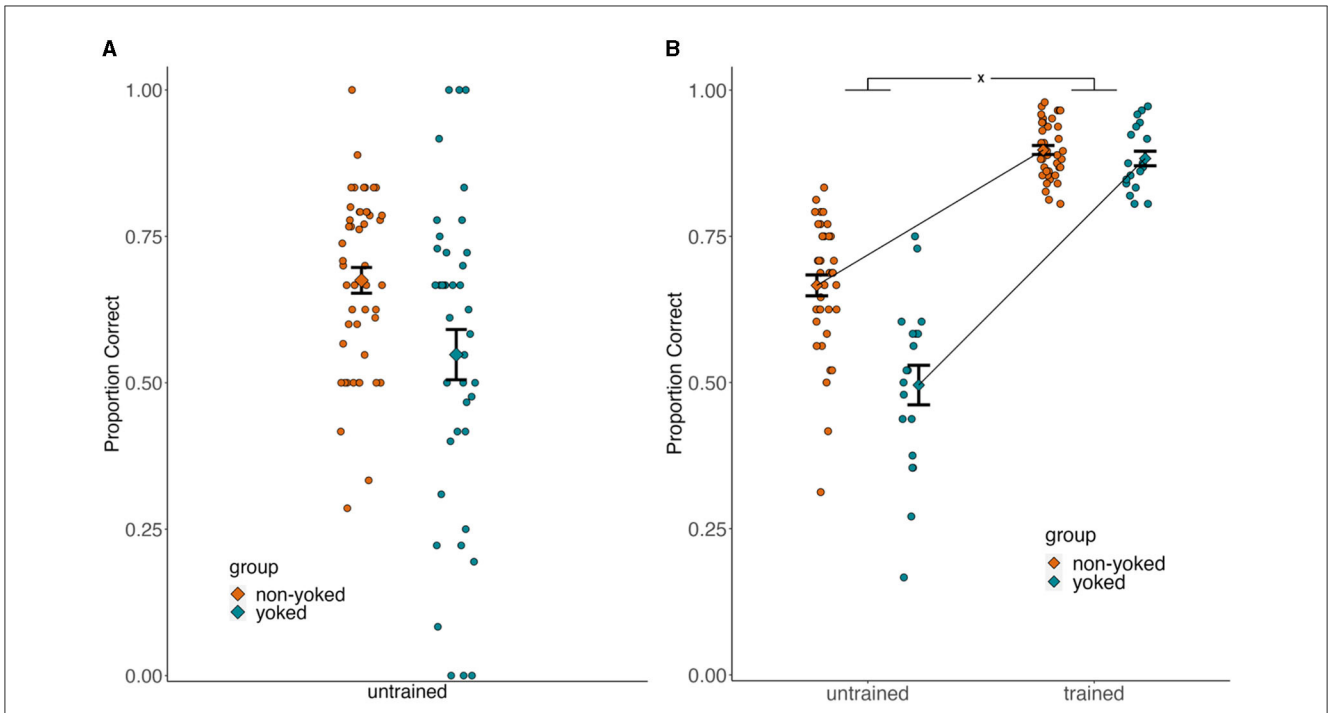 A
1.00
0.75
0.50
0.25
0.00
Proportion Correct
group
non-yoked
yoked
untrained
B
x
1.00
0.75
0.50
0.25
0.00
Proportion Correct
group
non-yoked
yoked
untrained trained